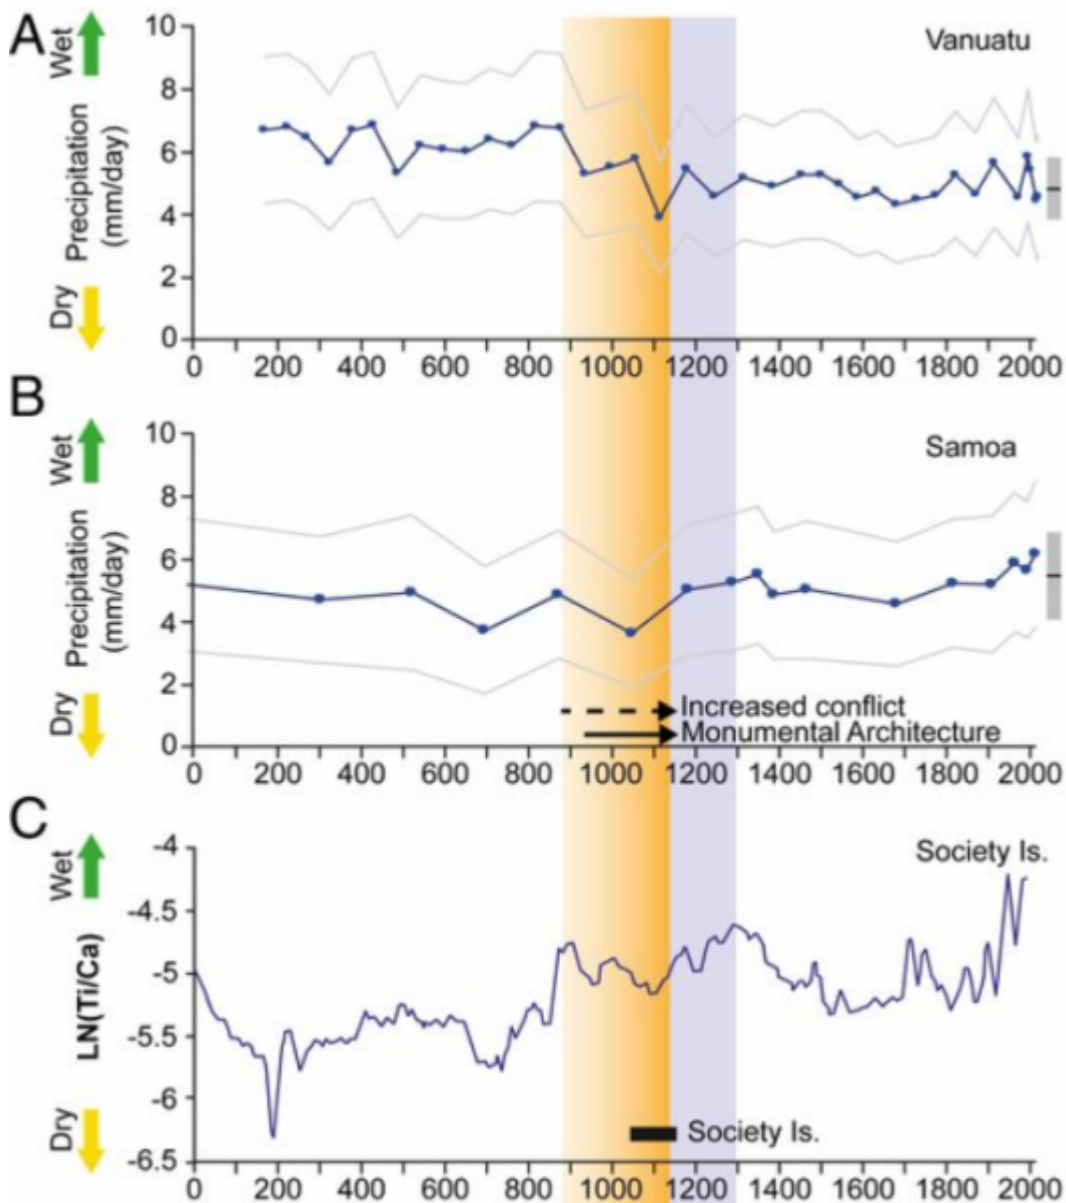 A
Wet
Precipitation
(mm/day)
Dry
10
8
6
4
2
0
Vanuatu
0 200 400 600 800 1000 1200 1400 1600 1800 2000
B
Wet
Precipitation
(mm/day)
Dry
10
8
6
4
2
0
Samoa
Increased conflict
Monumental Architecture
0 200 400 600 800 1000 1200 1400 1600 1800 2000
C
Wet
LN(Ti/Ca)
Dry
-4
-4.5
-5
-5.5
-6
-6.5
Society Is.
Society Is.
0 200 400 600 800 1000 1200 1400 1600 1800 2000